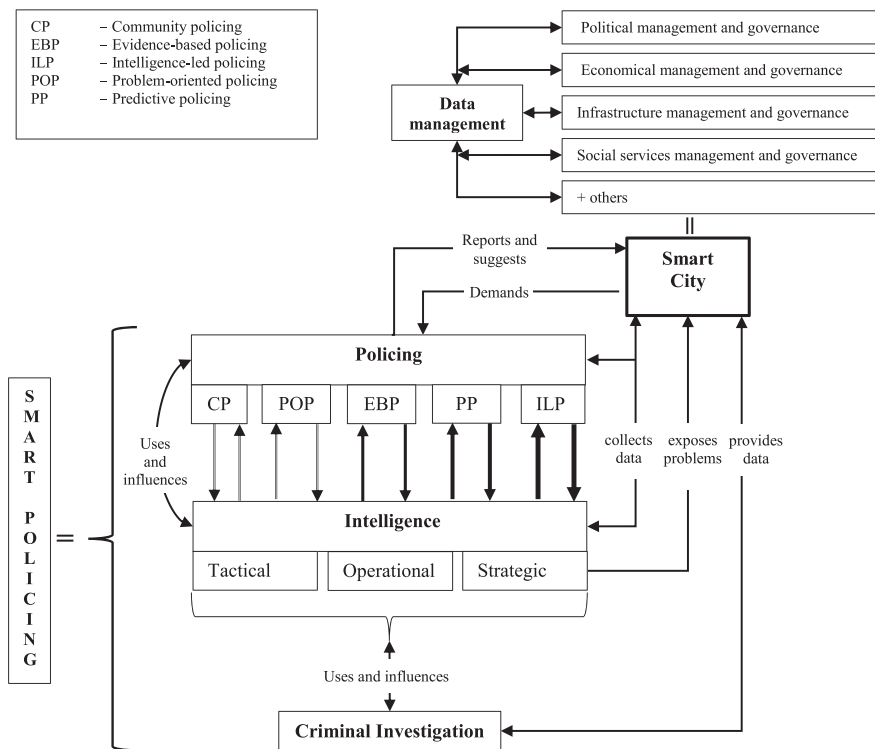 CP – Community policing
EBP – Evidence-based policing
ILP – Intelligence-led policing
POP – Problem-oriented policing
PP – Predictive policing
Political management and governance
Economical management and governance
Data
management
Infrastructure management and governance
Social services management and governance
+ others
=
Reports and
suggests
Smart
City
Demands
Policing
CP POP EBP PP ILP
Uses
and
influences
collects
data
exposes
problems
provides
data
SMART
POLICING
=
Intelligence
Tactical Operational Strategic
Uses and influences
Criminal Investigation